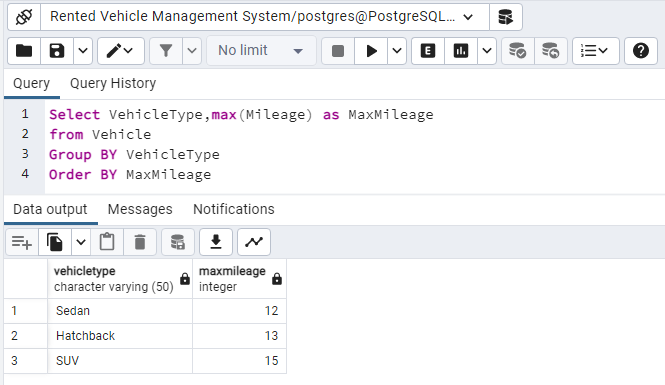 Rented Vehicle Management System/postgres@PostgreSQL...
No limit
E
Query Query History
1 Select VehicleType,max(Mileage) as MaxMileage
2 from Vehicle
3 Group BY VehicleType
4 Order BY MaxMileage
Data output Messages Notifications
vehicletype maxmileage
character varying (50) integer
1 Sedan 12
2 Hatchback 13
3 SUV 15